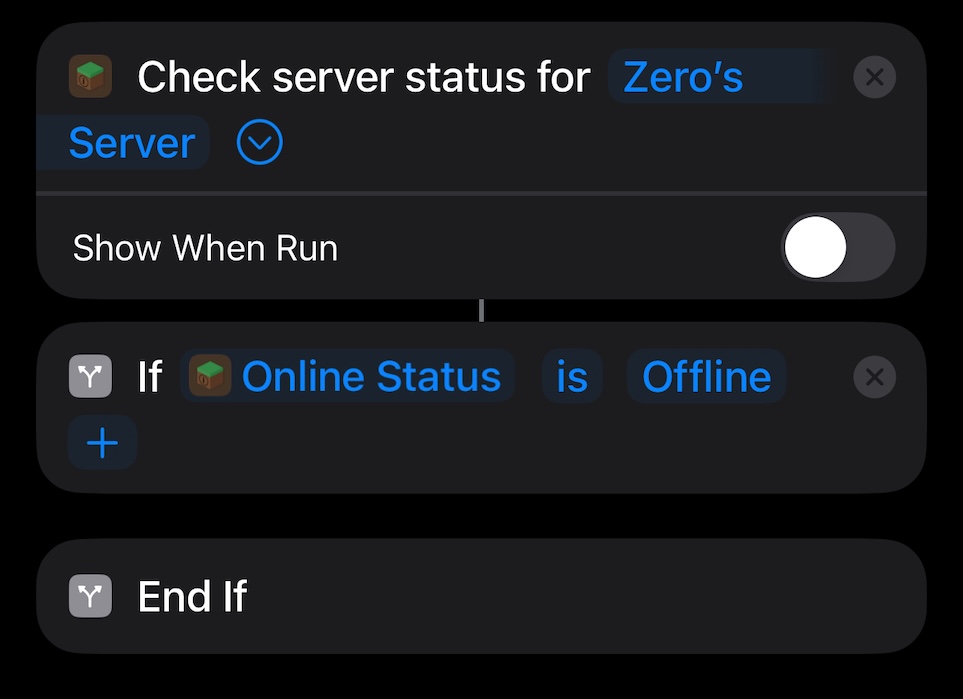 Check server status for Zero’s
Server
Show When Run
If Online Status is Offline
+
End If